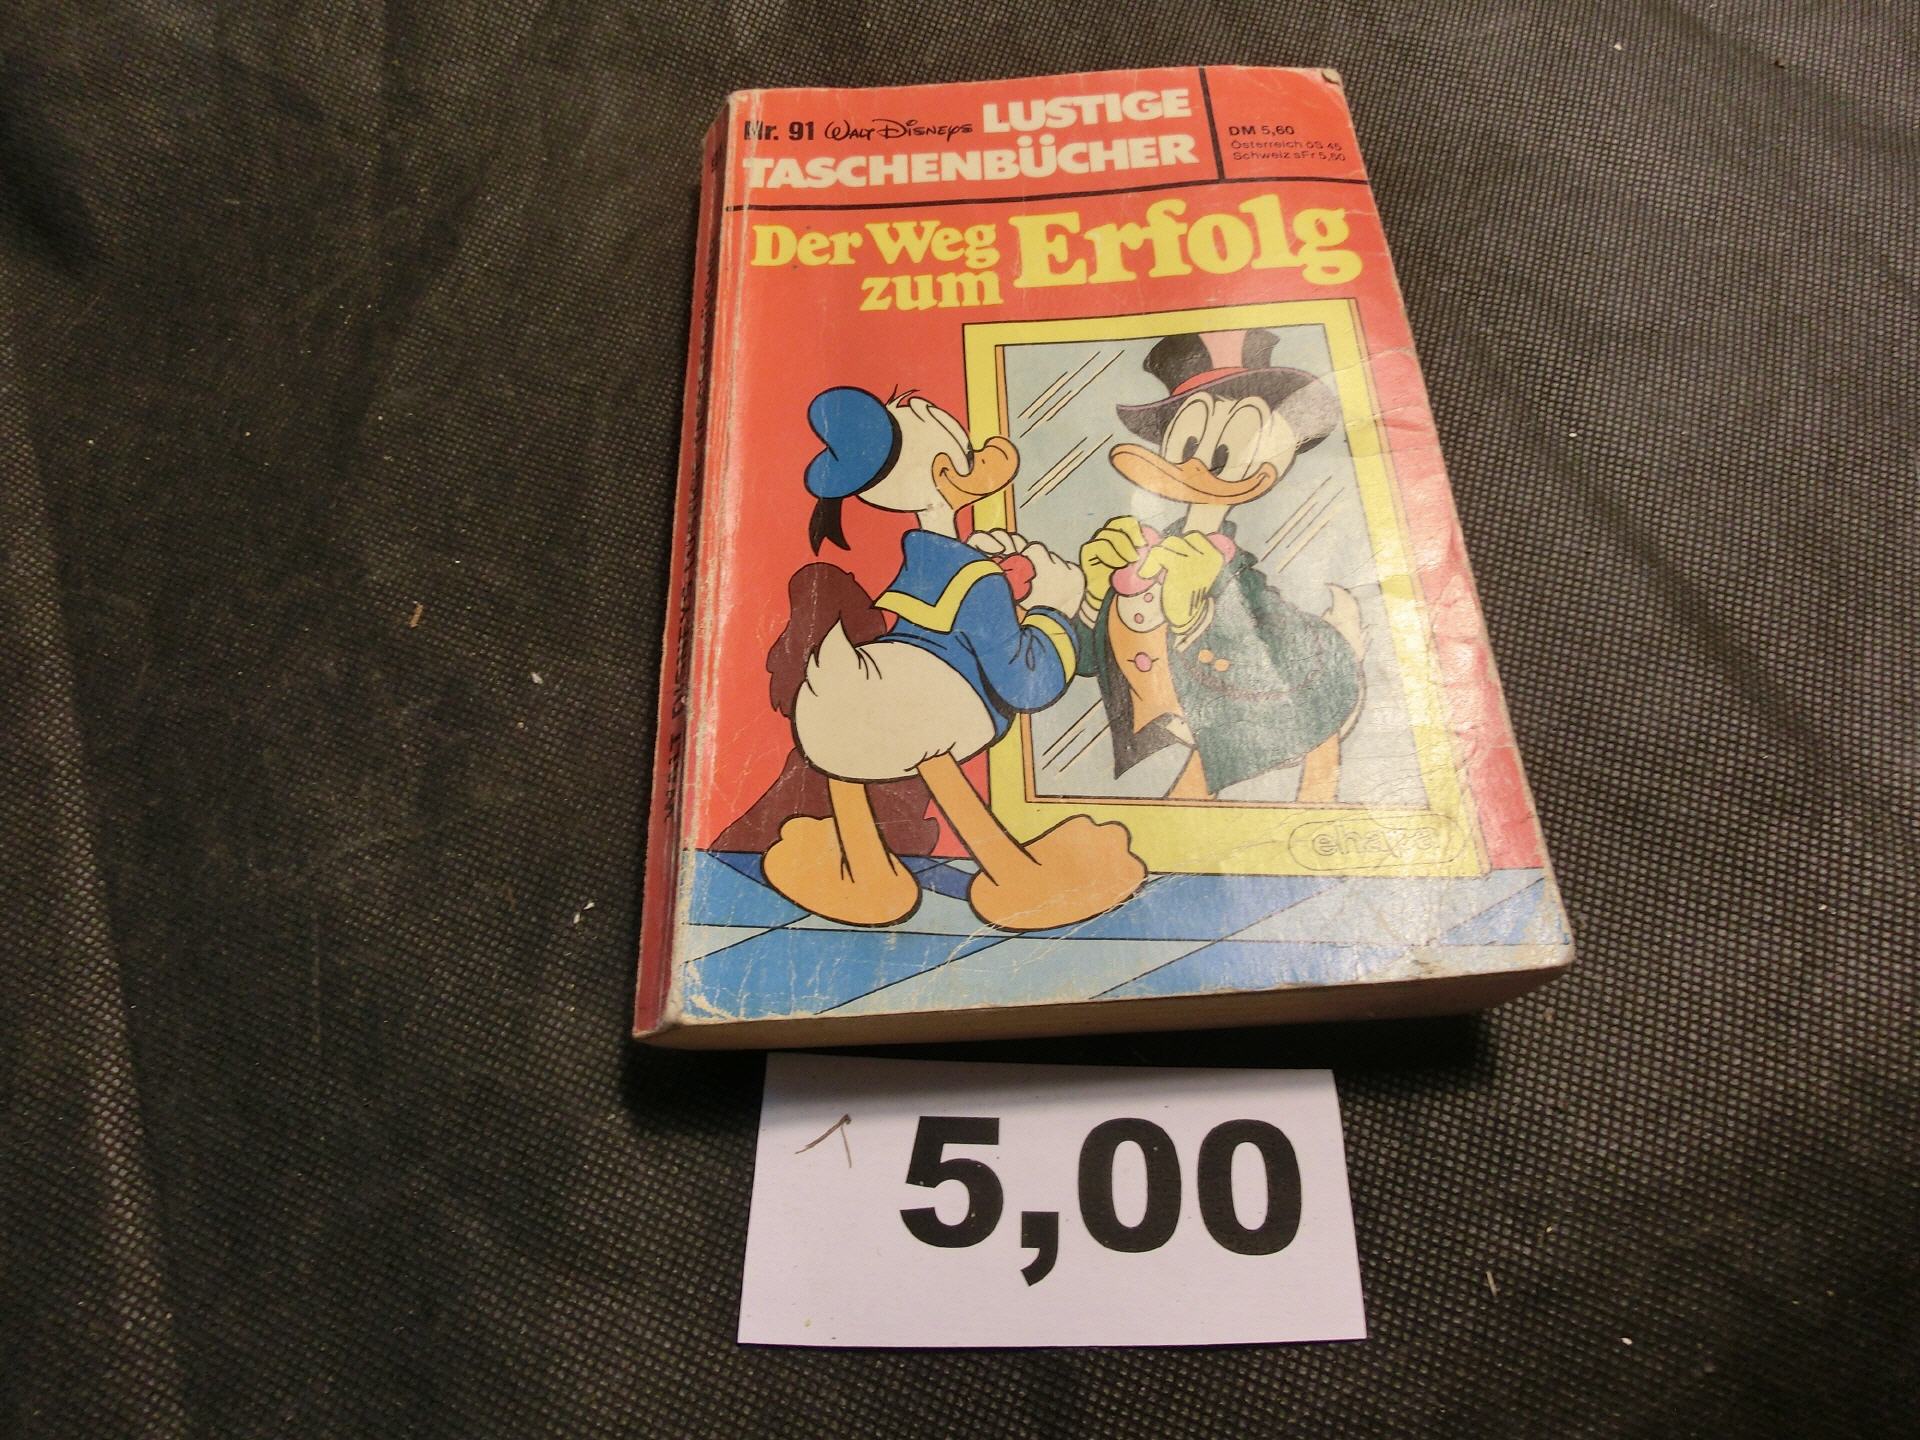 Nr. 91 WALT DISNEYS LUSTIGE
TASCHENBÜCHER
DM 5,60
Österreich öS 45
Schweiz sFr 5,60
Der Weg
zum Erfolg
ehapa
5,00